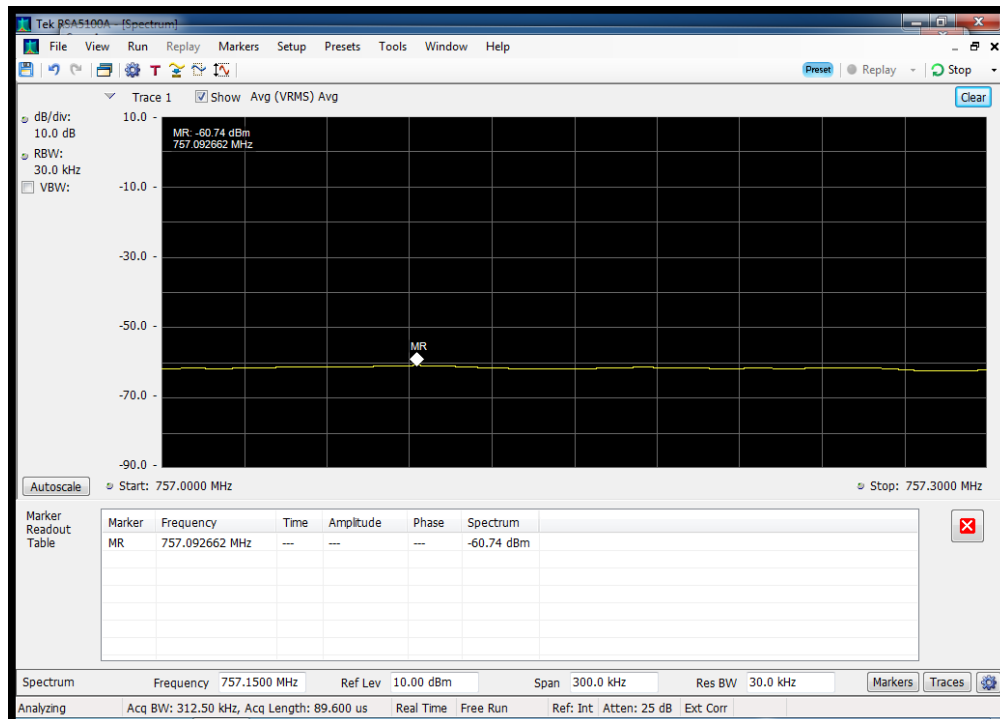 Tek RSA5100A - [Spectrum]
File View Run Replay Markers Setup Presets Tools Window Help
Preset Replay Stop
Trace 1 Show Avg (VRMS) Avg Clear
dB/div:
10.0 dB
RBW:
30.0 kHz
VBW:
10.0
-10.0
-30.0
-50.0
-70.0
-90.0
MR: -60.74 dBm
757.092662 MHz
MR
Autoscale Start: 757.0000 MHz Stop: 757.3000 MHz
Marker
Readout
Table
Marker Frequency Time Amplitude Phase Spectrum
MR 757.092662 MHz --- --- --- -60.74 dBm
Spectrum Frequency 757.1500 MHz Ref Lev 10.00 dBm Span 300.0 kHz Res BW 30.0 kHz Markers Traces
Analyzing Acq BW: 312.50 kHz, Acq Length: 89.600 us Real Time Free Run Ref: Int Atten: 25 dB Ext Corr